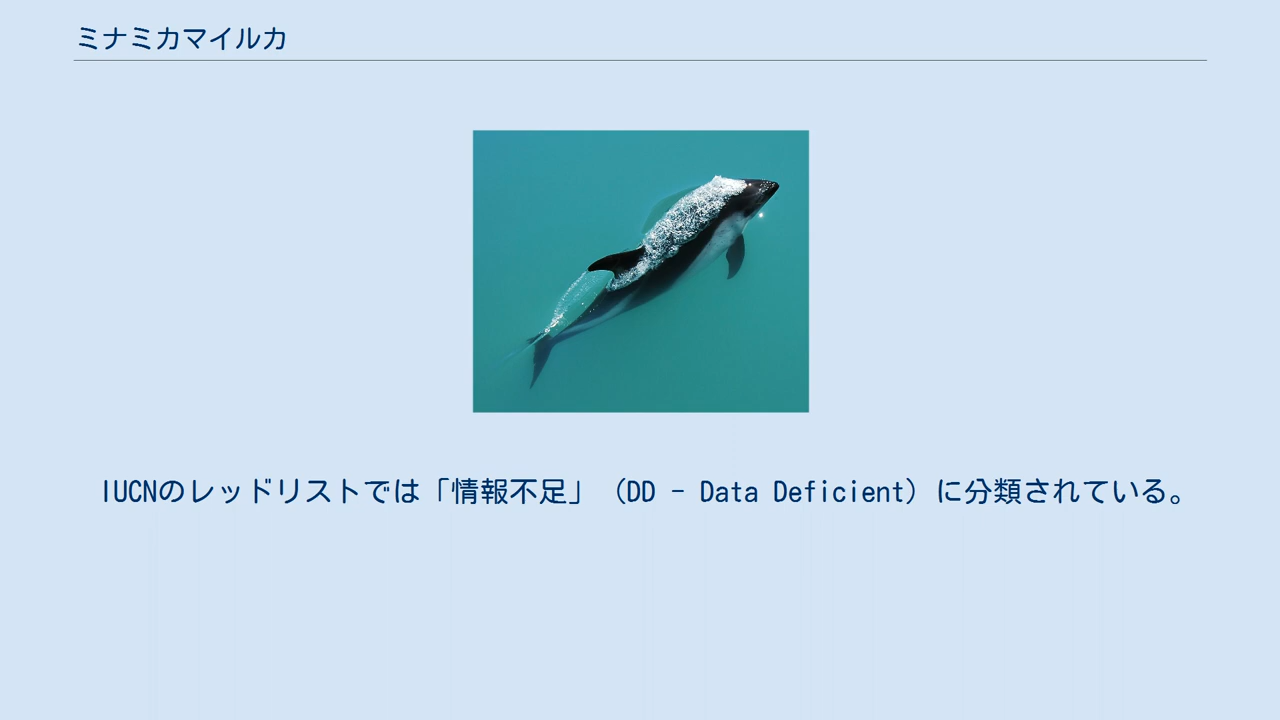 ミナミカマイルカ
IUCNのレッドリストでは「情報不足」（DD - Data Deficient）に分類されている。